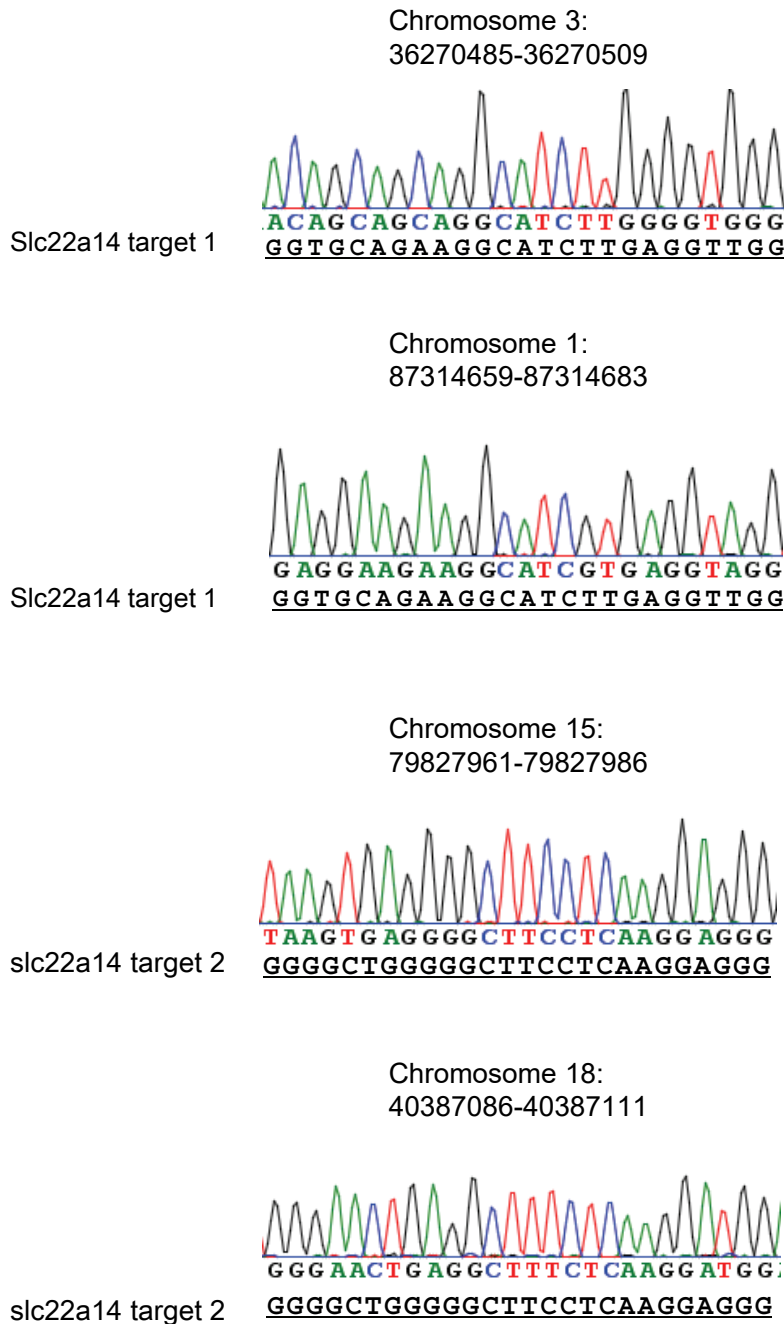 Chromosome 3:
36270485-36270509
ACAGCAGCAGGCATCTTGGGGTGGG
Slc22a14 target 1
GGTGCAGAAGGCATCTTGAGGTTGG
Chromosome 1:
87314659-87314683
GAGGAAGAAGGCATCGTGAGGTAGG
Slc22a14 target 1
GGTGCAGAAGGCATCTTGAGGTTGG
Chromosome 15:
79827961-79827986
TAAGTGAGGGGCTTCCTCAAGGAGGG
slc22a14 target 2
GGGGCTGGGGGCTTCCTCAAGGAGGG
Chromosome 18:
40387086-40387111
GGGAACTGAGGCTTTCTCAAGGATGG
slc22a14 target 2
GGGGCTGGGGGCTTCCTCAAGGAGGG